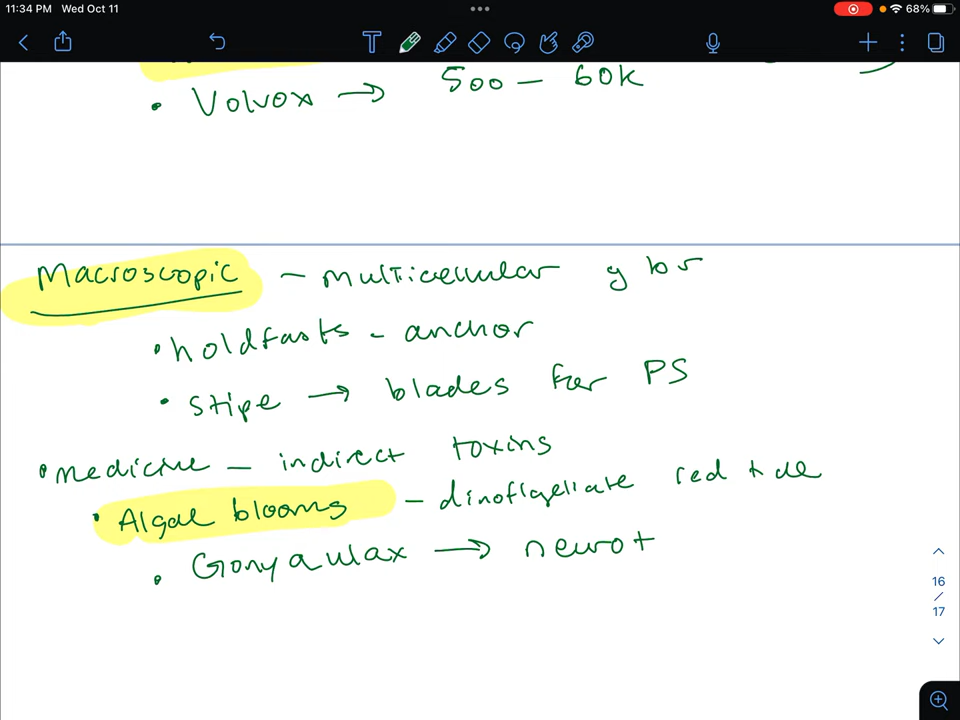 11:34 PM Wed Oct 11
68%
• Volvox → 500 – 60k
Macroscopic – multicellular g b r
• holdfasts - anchor
• Stipe → blades for PS
• Medicine – indirect toxins
• Algae blooms – dinoflagellate red tide
• Gonyaulax → neurot
16
/
17